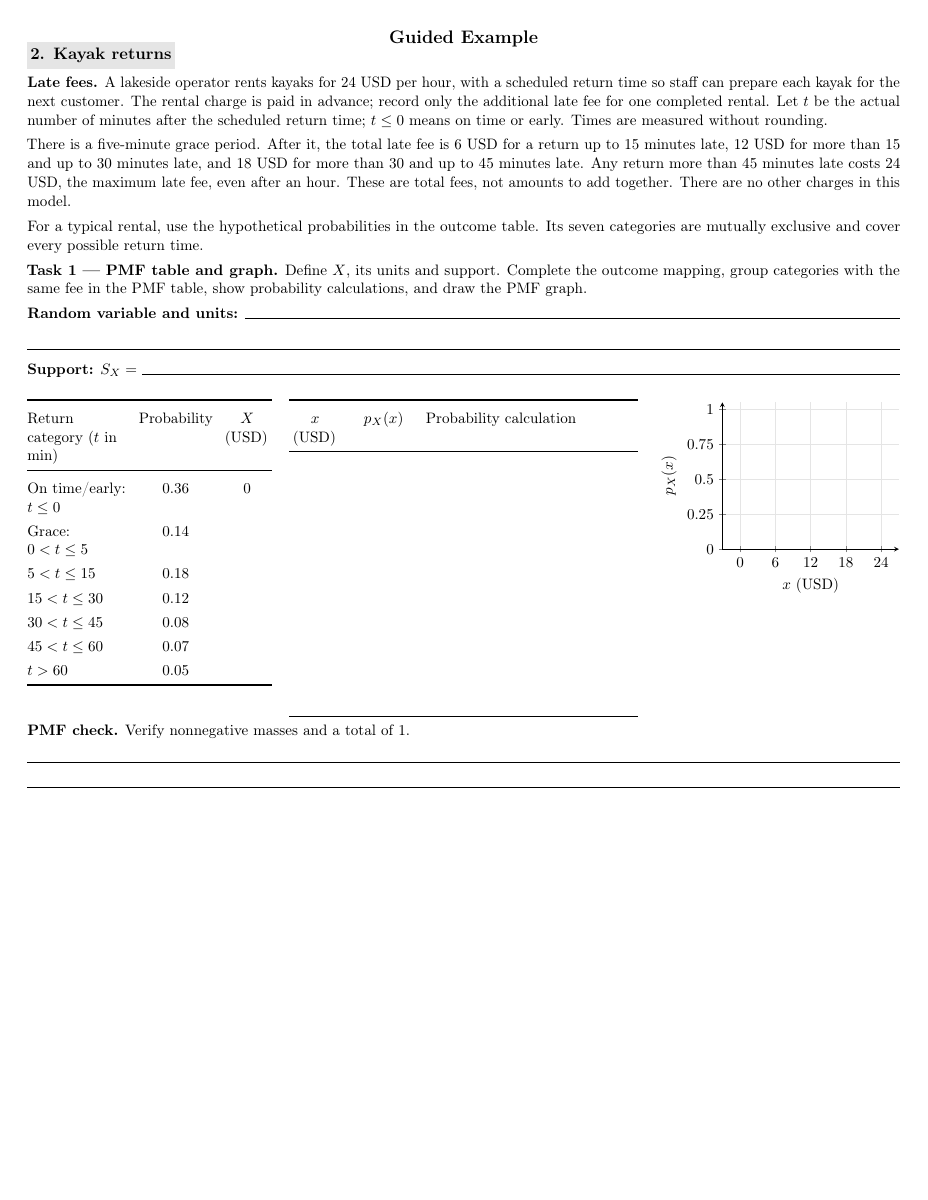 Guided Example
2. Kayak returns
Late fees. A lakeside operator rents kayaks for 24 USD per hour, with a scheduled return time so staff can prepare each kayak for the
next customer. The rental charge is paid in advance; record only the additional late fee for one completed rental. Let t be the actual
number of minutes after the scheduled return time; t ≤ 0 means on time or early. Times are measured without rounding.
There is a five-minute grace period. After it, the total late fee is 6 USD for a return up to 15 minutes late, 12 USD for more than 15
and up to 30 minutes late, and 18 USD for more than 30 and up to 45 minutes late. Any return more than 45 minutes late costs 24
USD, the maximum late fee, even after an hour. These are total fees, not amounts to add together. There are no other charges in this
model.
For a typical rental, use the hypothetical probabilities in the outcome table. Its seven categories are mutually exclusive and cover
every possible return time.
Task 1 — PMF table and graph. Define X, its units and support. Complete the outcome mapping, group categories with the
same fee in the PMF table, show probability calculations, and draw the PMF graph.
Random variable and units:
Support: S_X =
Return Probability X
category (t in (USD)
min)
On time/early: 0.36 0
t ≤ 0
Grace: 0.14
0 < t ≤ 5
5 < t ≤ 15 0.18
15 < t ≤ 30 0.12
30 < t ≤ 45 0.08
45 < t ≤ 60 0.07
t > 60 0.05
x p_X(x) Probability calculation
(USD)
1
0.75
0.5
0.25
0
p_X(x)
0 6 12 18 24
x (USD)
PMF check. Verify nonnegative masses and a total of 1.